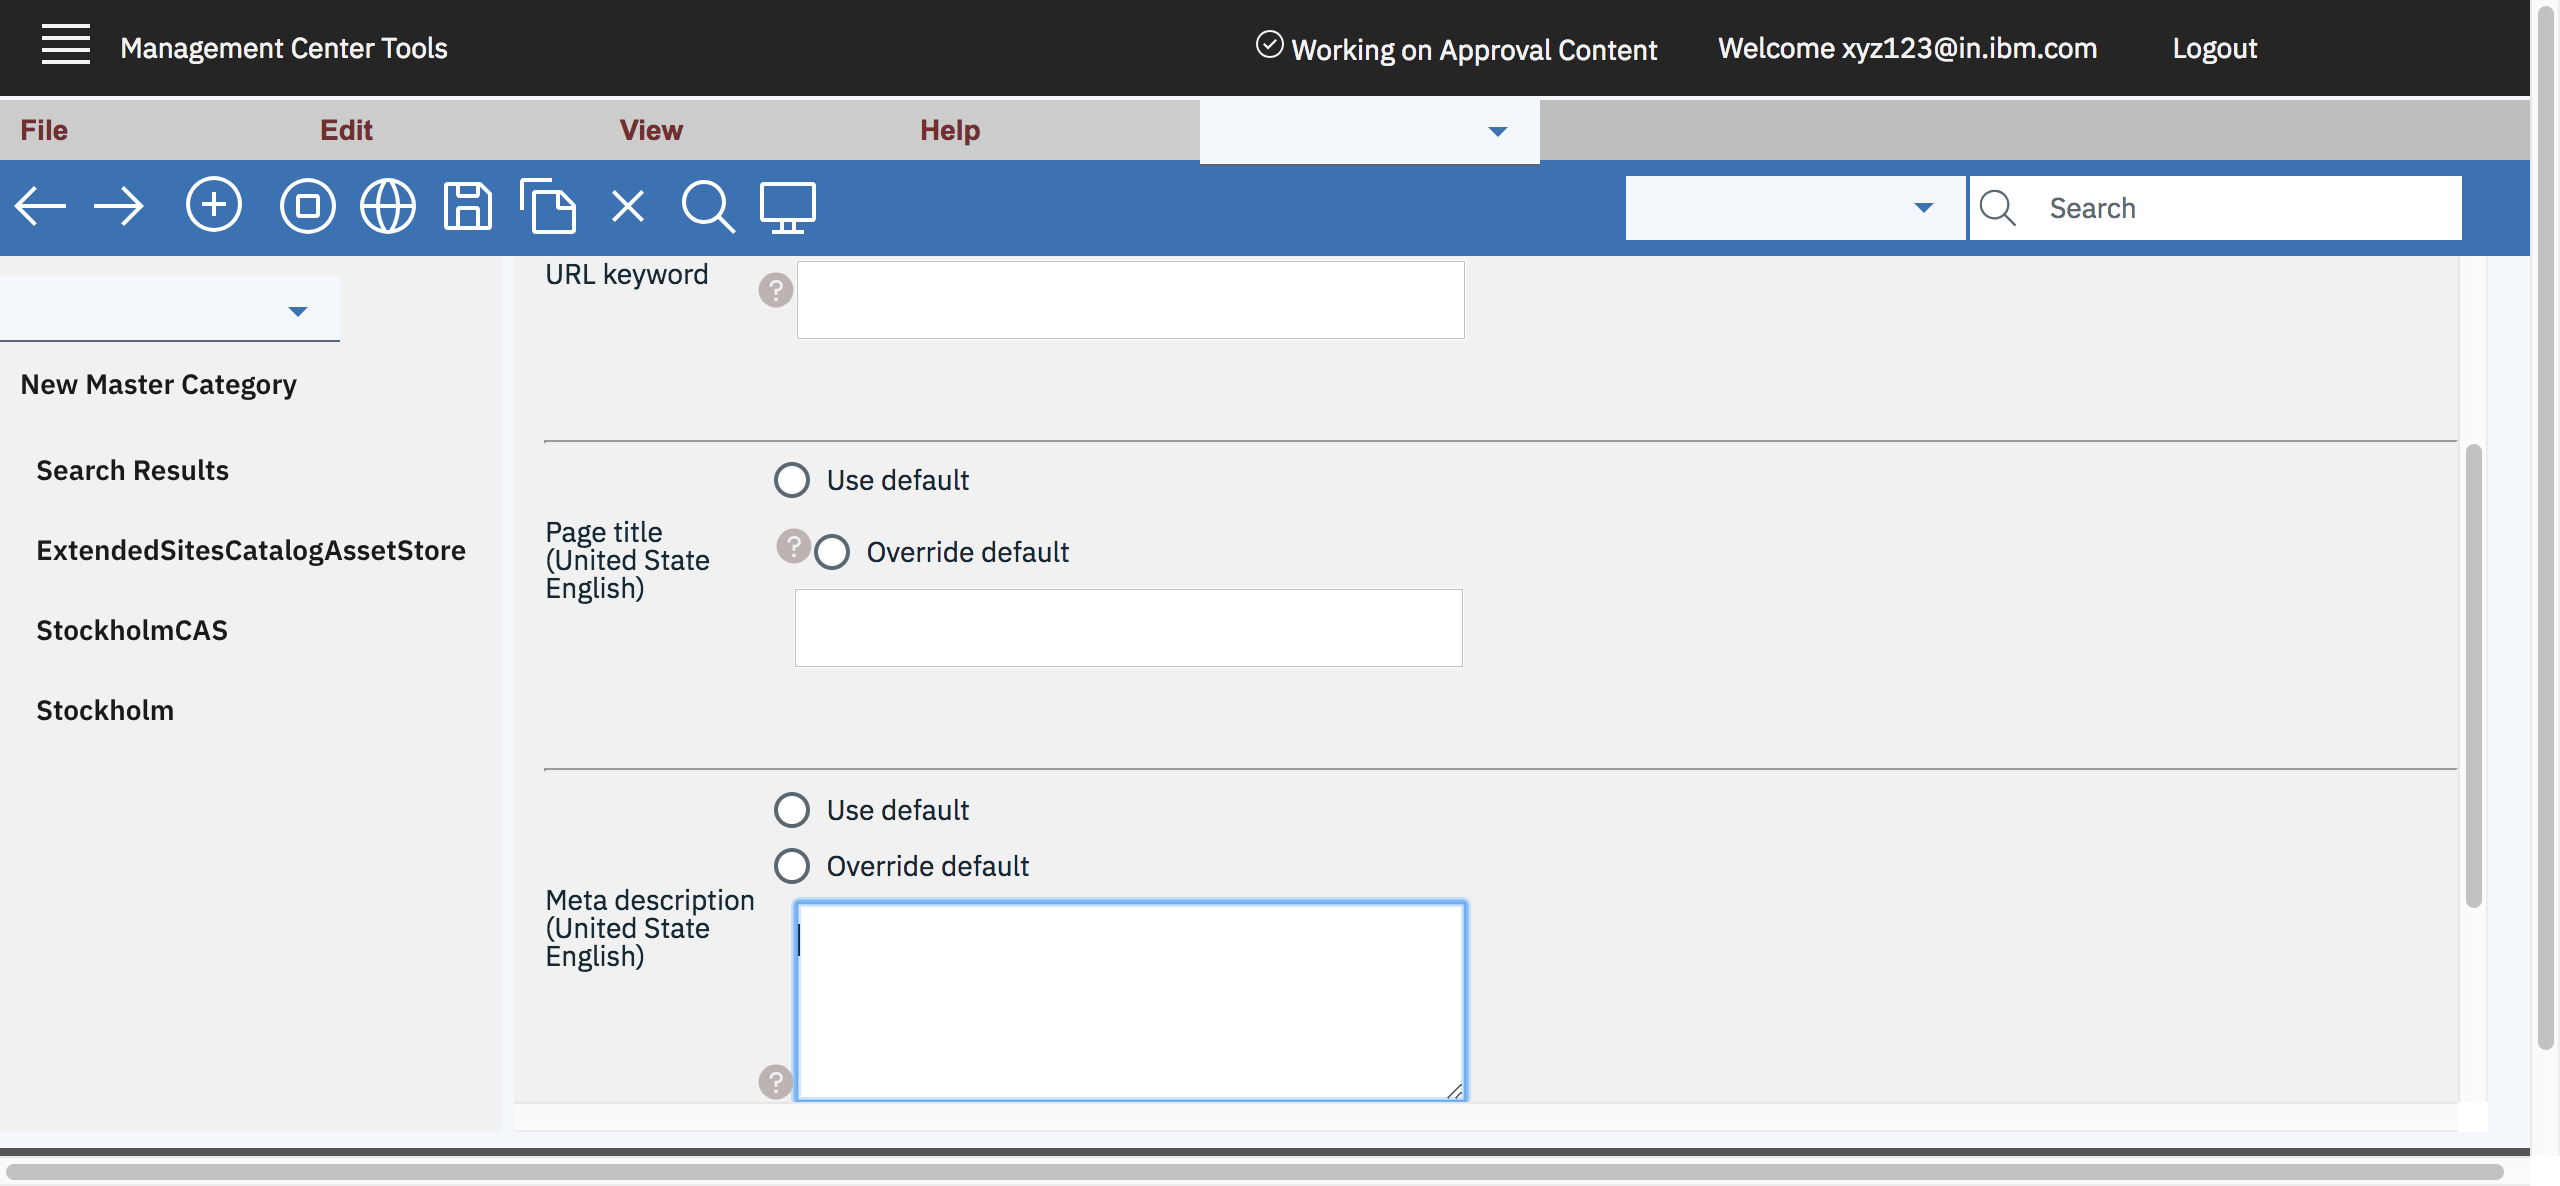 Management Center Tools
Working on Approval Content
Welcome xyz123@in.ibm.com
Logout
File
Edit
View
Help
Search
New Master Category
Search Results
ExtendedSitesCatalogAssetStore
StockholmCAS
Stockholm
URL keyword
?
Use default
Page title
(United State
English)
?
Override default
Use default
Override default
Meta description
(United State
English)
?